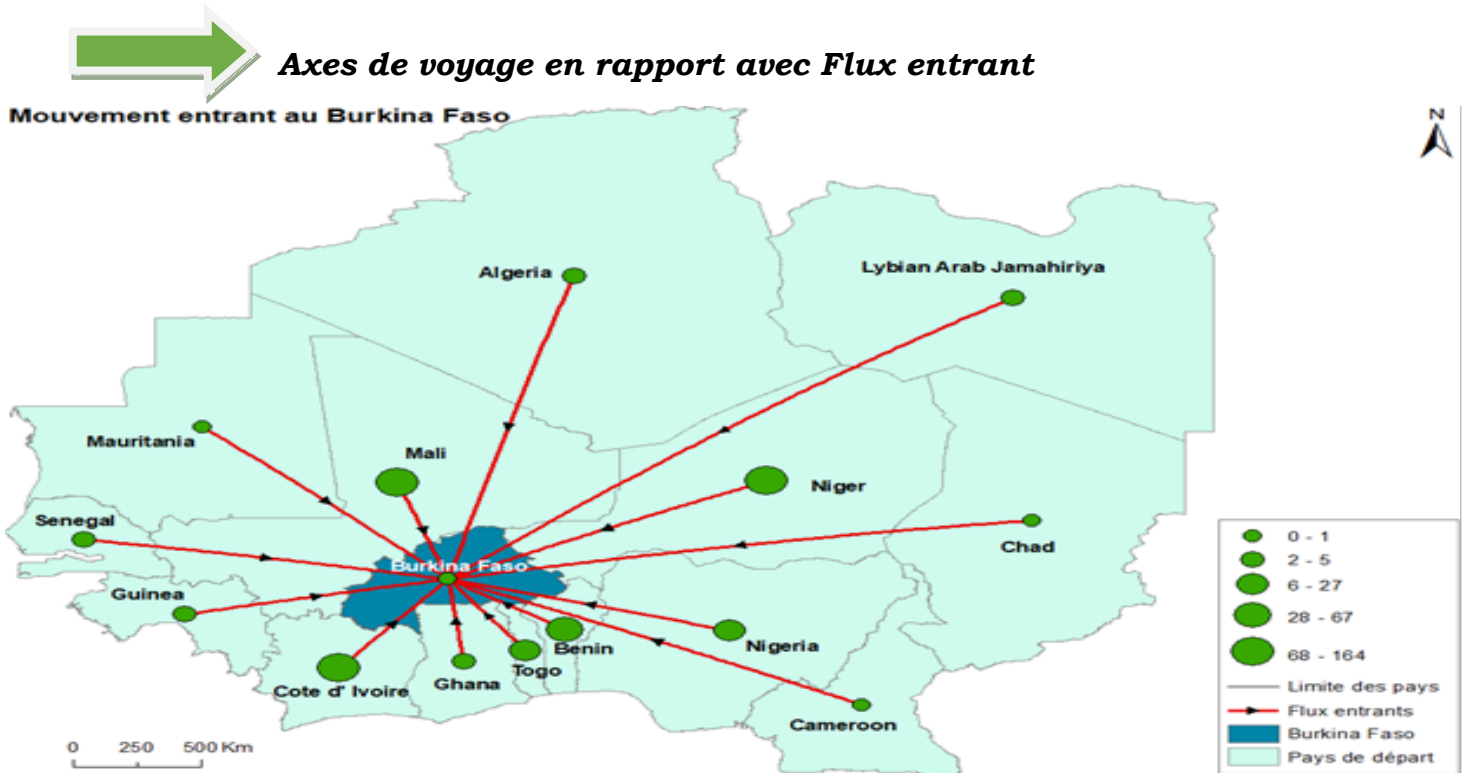 Axes de voyage en rapport avec Flux entrant
Mouvement entrant au Burkina Faso
N
Algeria
Lybian Arab Jamahiriya
Mauritania
Mali
Niger
Senegal
Chad
Burkina Faso
Guinea
Benin
Nigeria
Togo
Ghana
Cote d' Ivoire
Cameroon
0 - 1
2 - 5
6 - 27
28 - 67
68 - 164
Limite des pays
Flux entrants
Burkina Faso
Pays de départ
0 250 500 Km